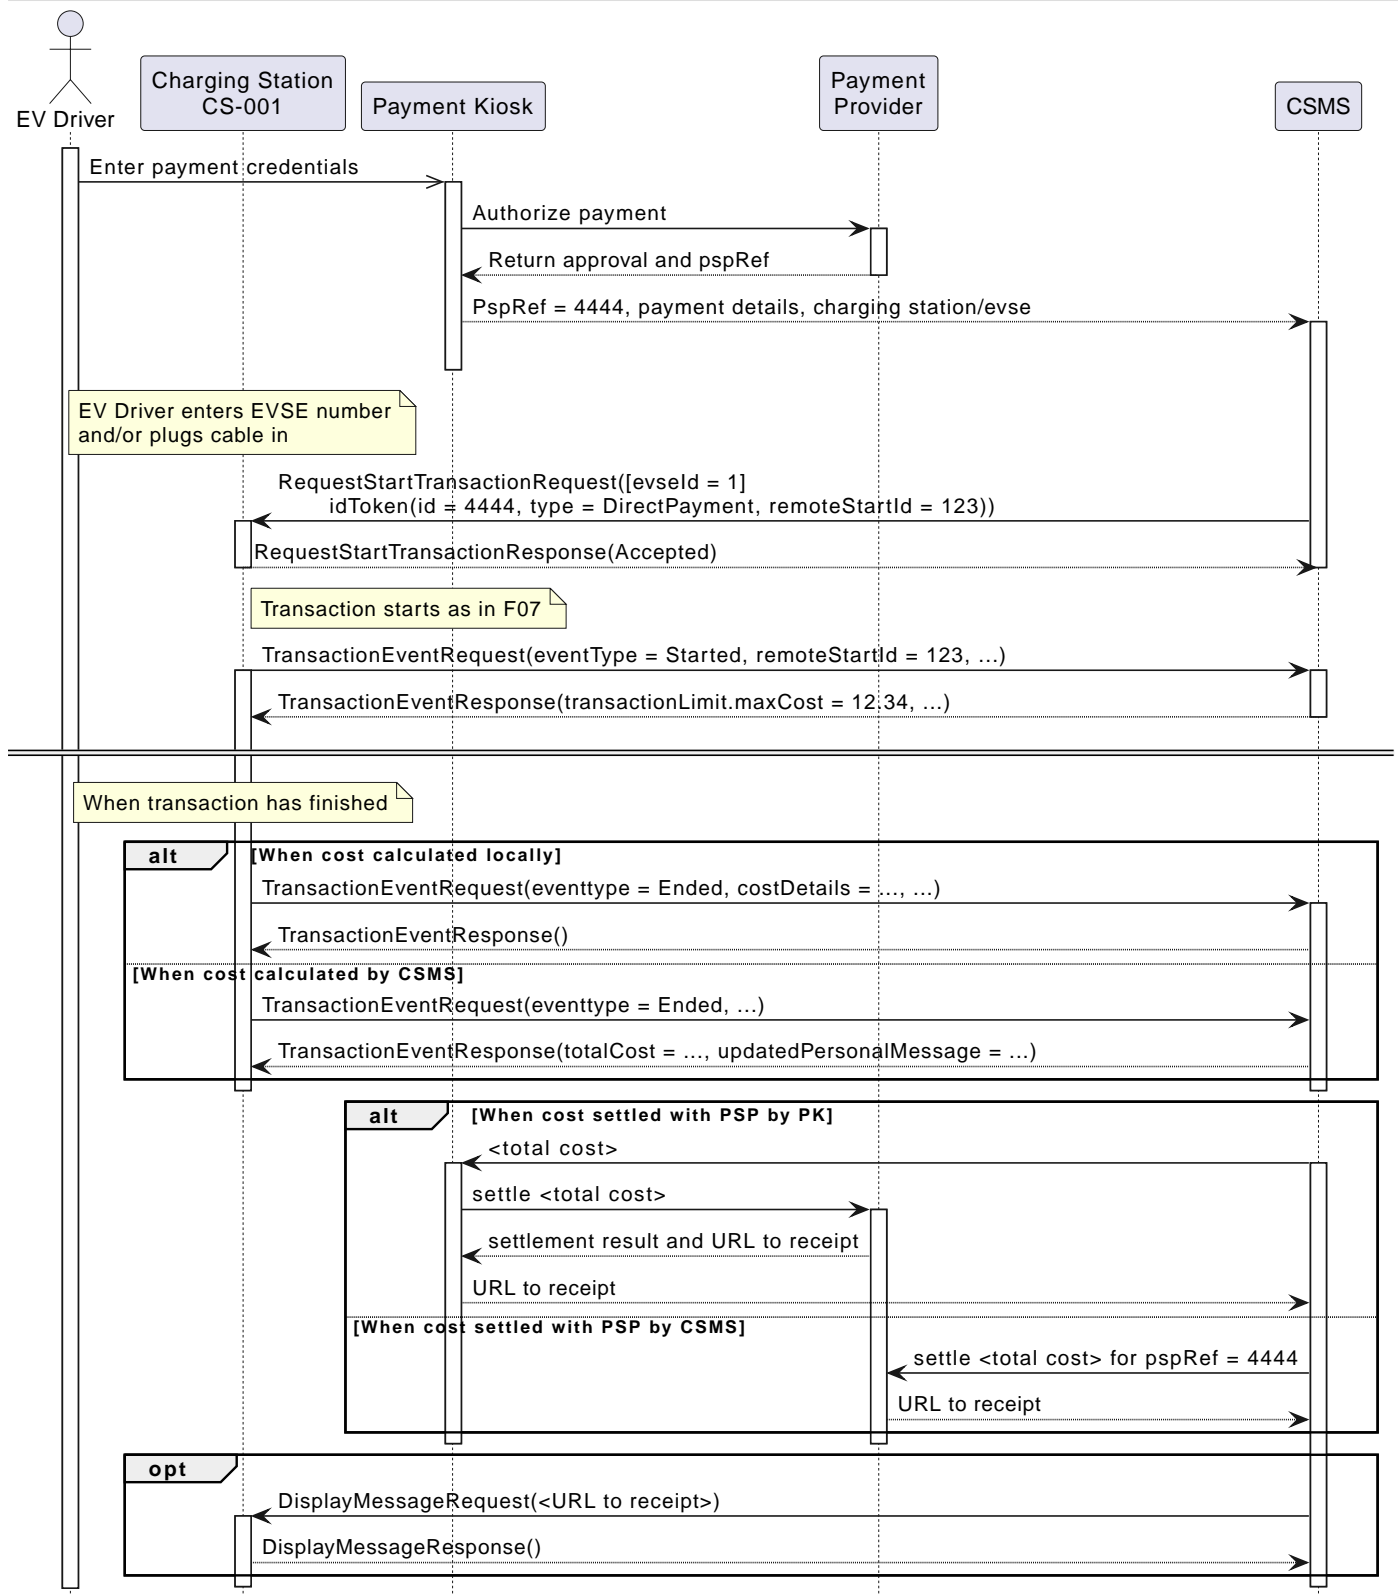 EV Driver
Charging Station
CS-001
Payment Kiosk
Payment
Provider
CSMS
Enter payment credentials
Authorize payment
Return approval and pspRef
PspRef = 4444, payment details, charging station/evse
EV Driver enters EVSE number
and/or plugs cable in
RequestStartTransactionRequest([evseId = 1]
idToken(id = 4444, type = DirectPayment, remoteStartId = 123))
RequestStartTransactionResponse(Accepted)
Transaction starts as in F07
TransactionEventRequest(eventType = Started, remoteStartId = 123, ...)
TransactionEventResponse(transactionLimit.maxCost = 12.34, ...)
When transaction has finished
alt [When cost calculated locally]
TransactionEventRequest(eventtype = Ended, costDetails = ..., ...)
TransactionEventResponse()
[When cost calculated by CSMS]
TransactionEventRequest(eventtype = Ended, ...)
TransactionEventResponse(totalCost = ..., updatedPersonalMessage = ...)
alt [When cost settled with PSP by PK]
<total cost>
settle <total cost>
settlement result and URL to receipt
URL to receipt
[When cost settled with PSP by CSMS]
settle <total cost> for pspRef = 4444
URL to receipt
opt
DisplayMessageRequest(<URL to receipt>)
DisplayMessageResponse()